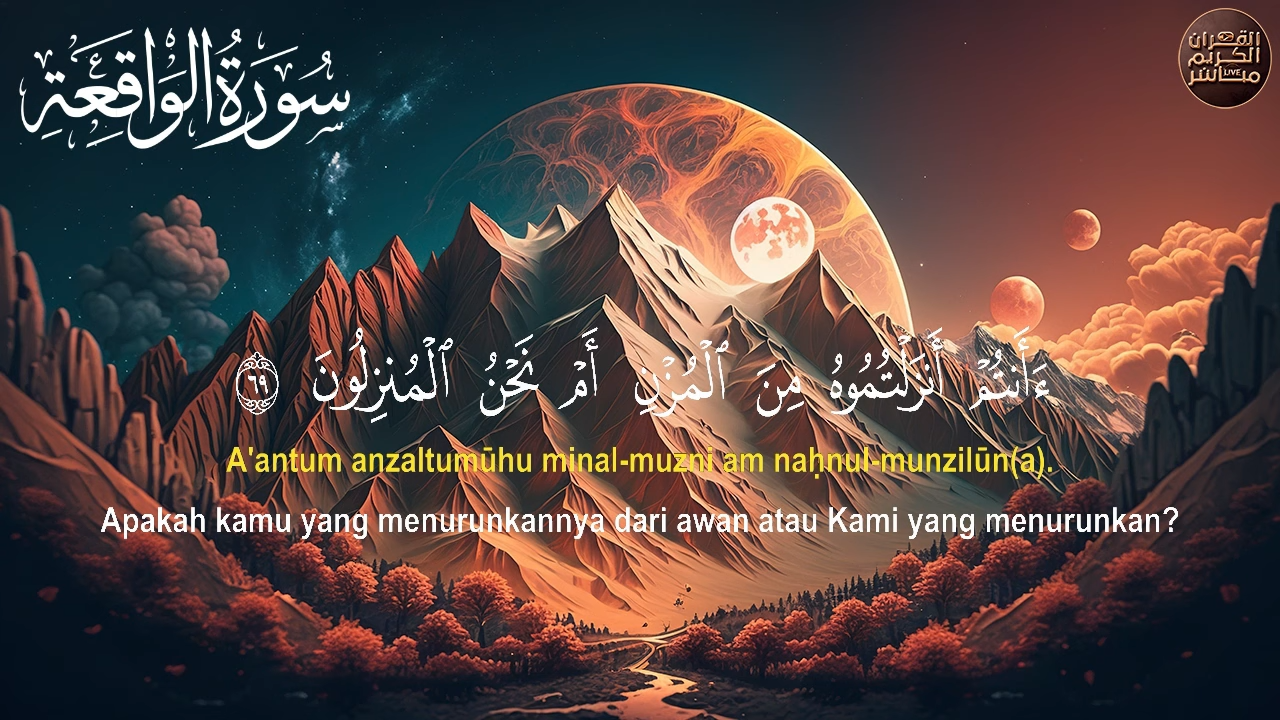 سُورَةُ الْوَاقِعَةِ
القرآن
الكريم
LIVE
مباشر
ءَأَنتُمْ أَنزَلْتُمُوهُ مِنَ ٱلْمُزْنِ أَمْ نَحْنُ ٱلْمُنزِلُونَ ٦٩
A'antum anzaltumūhu minal-muzni am naḥnul-munzilūn(a).
Apakah kamu yang menurunkannya dari awan atau Kami yang menurunkan?